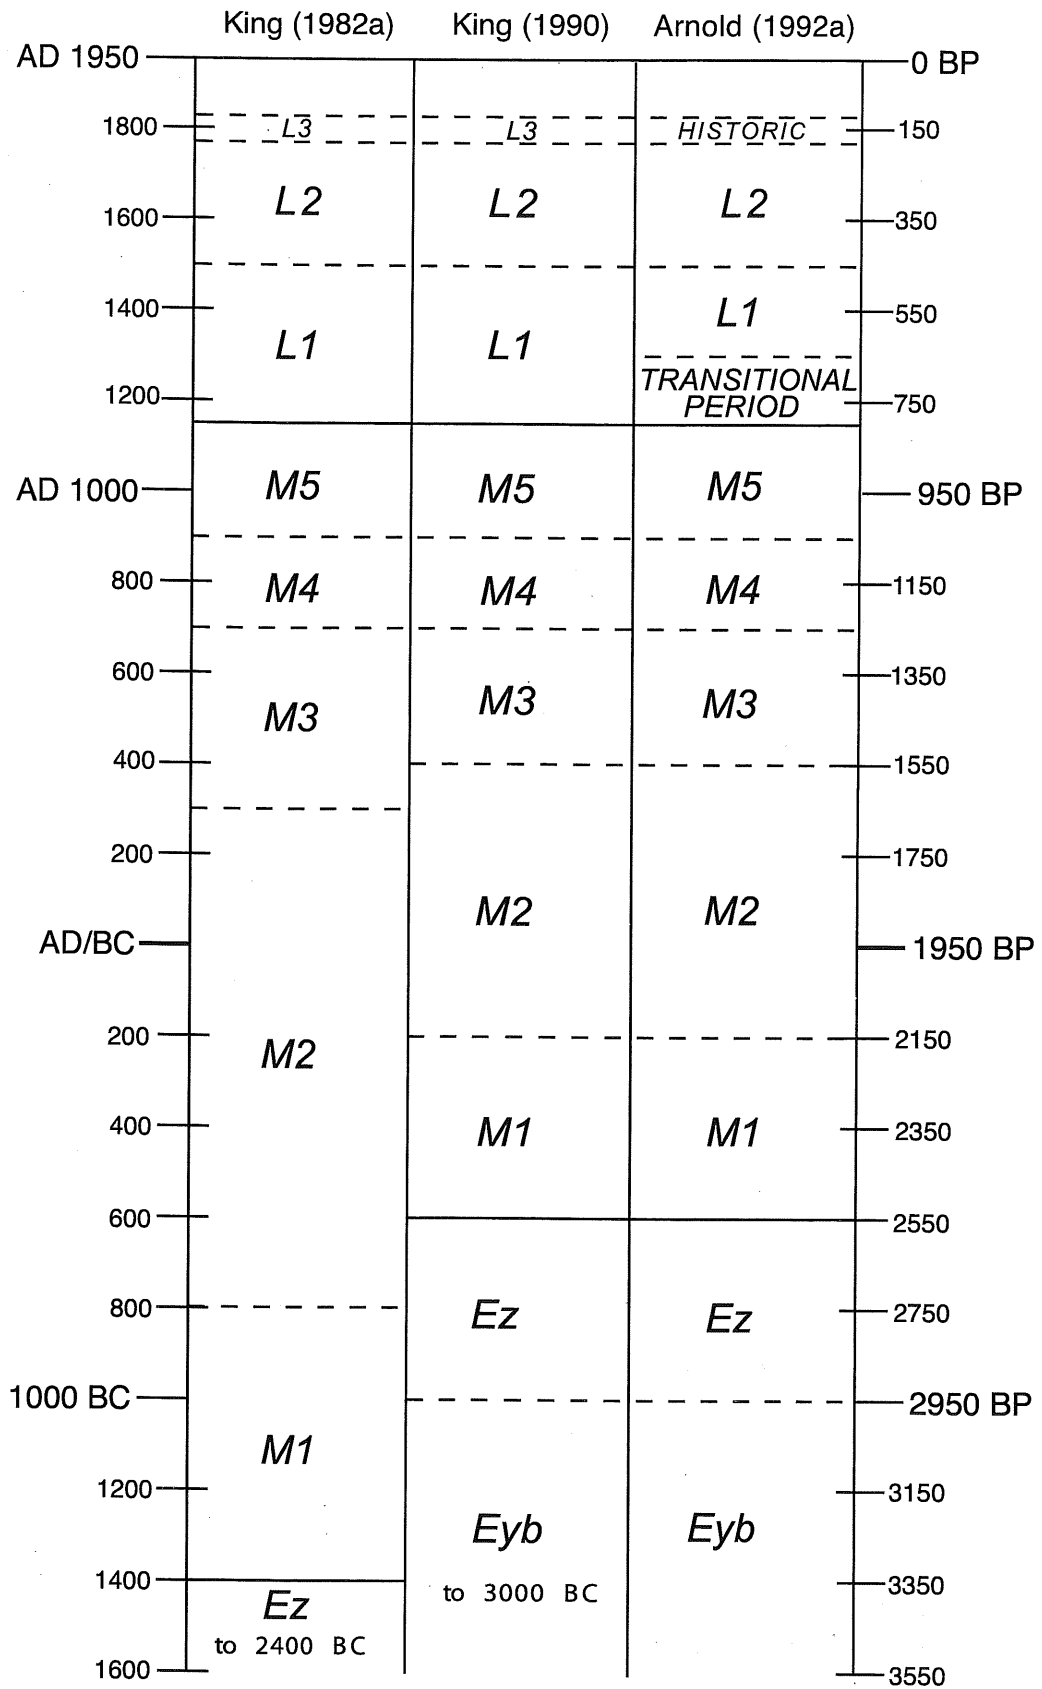 King (1982a) King (1990) Arnold (1992a)
AD 1950 0 BP
1800 L3 L3 HISTORIC 150
L2 L2 L2
1600 350
1400 L1 550
L1 L1
1200 TRANSITIONAL
PERIOD 750
AD 1000 M5 M5 M5 950 BP
800 M4 M4 M4 1150
600 1350
M3 M3 M3
400 1550
200 1750
M2 M2
AD/BC 1950 BP
200 2150
M2
400 M1 M1 2350
600 2550
800 Ez Ez 2750
1000 BC 2950 BP
M1
1200 3150
Eyb Eyb
1400 to 3000 BC 3350
Ez
to 2400 BC
1600 3550